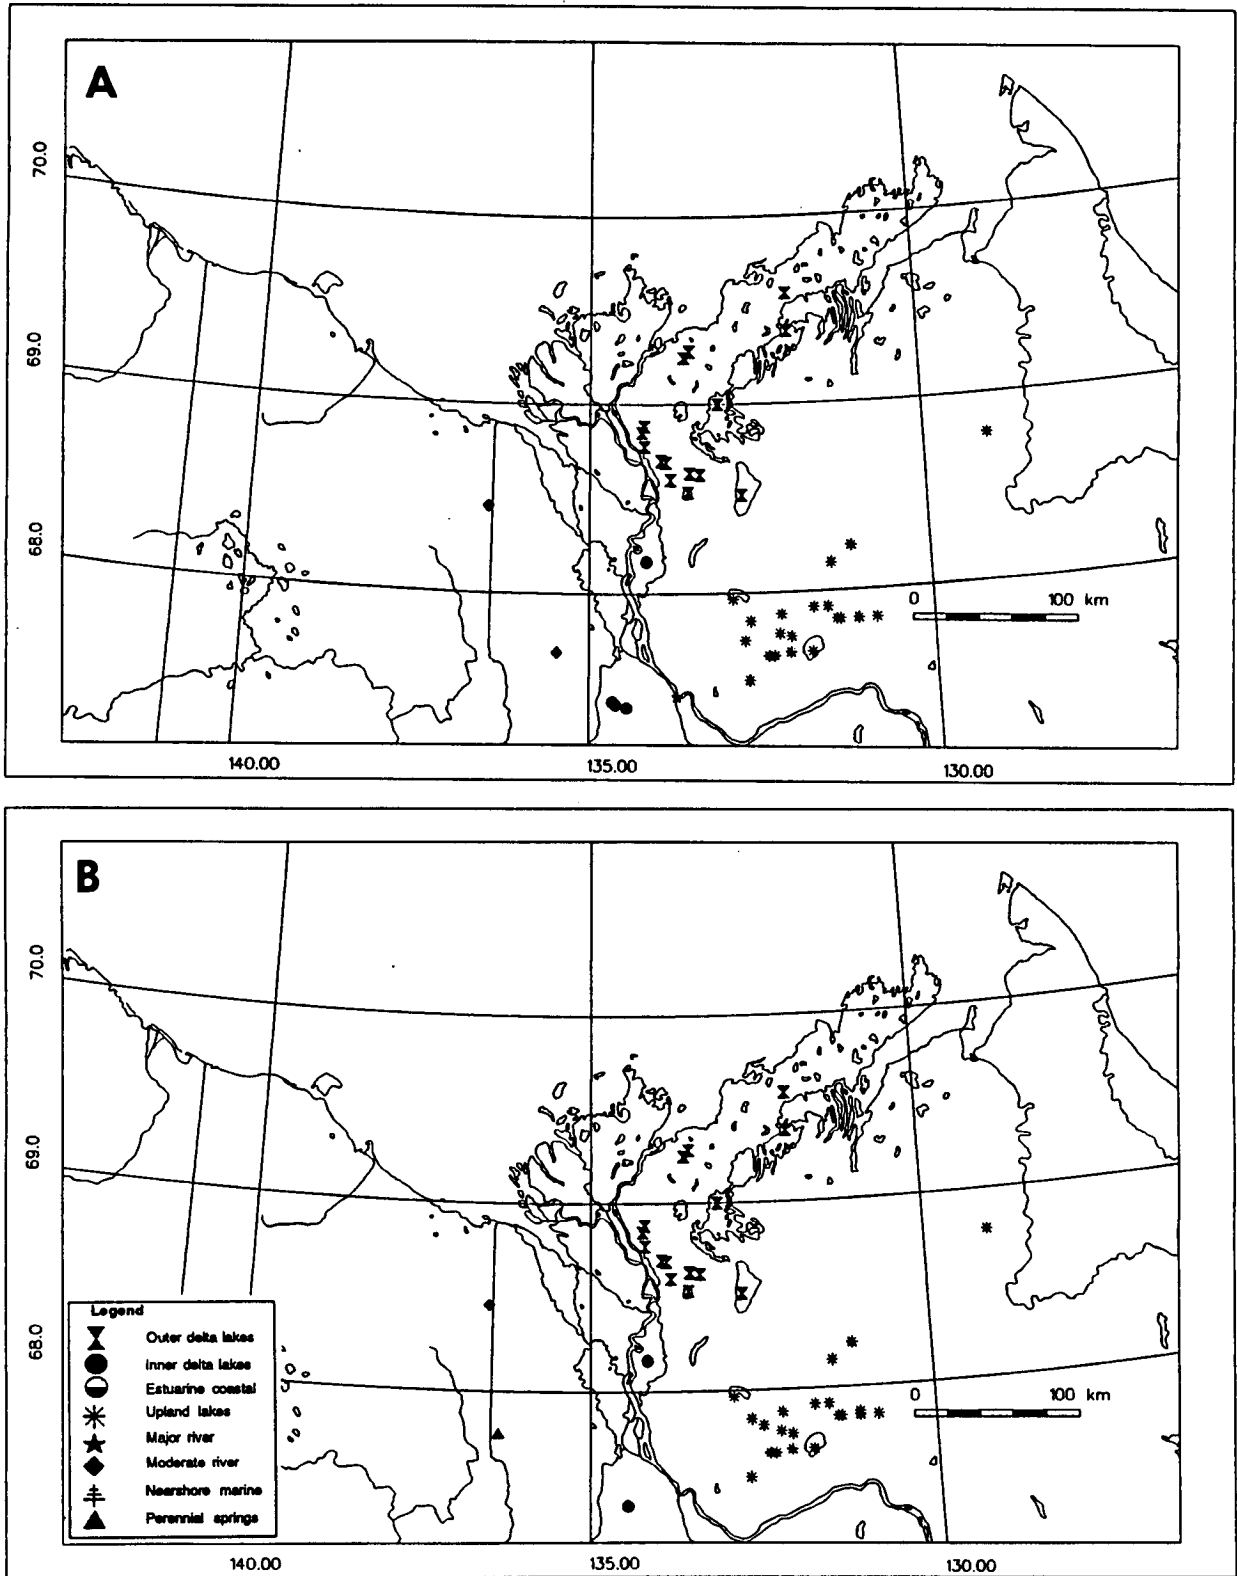 A
70.0
69.0
68.0
0 100 km
140.00 135.00 130.00
B
70.0
69.0
68.0
Legend
Outer delta lakes
Inner delta lakes
Estuarine coastal
Upland lakes
Major river
Moderate river
Nearshore marine
Perennial springs
0 100 km
140.00 135.00 130.00